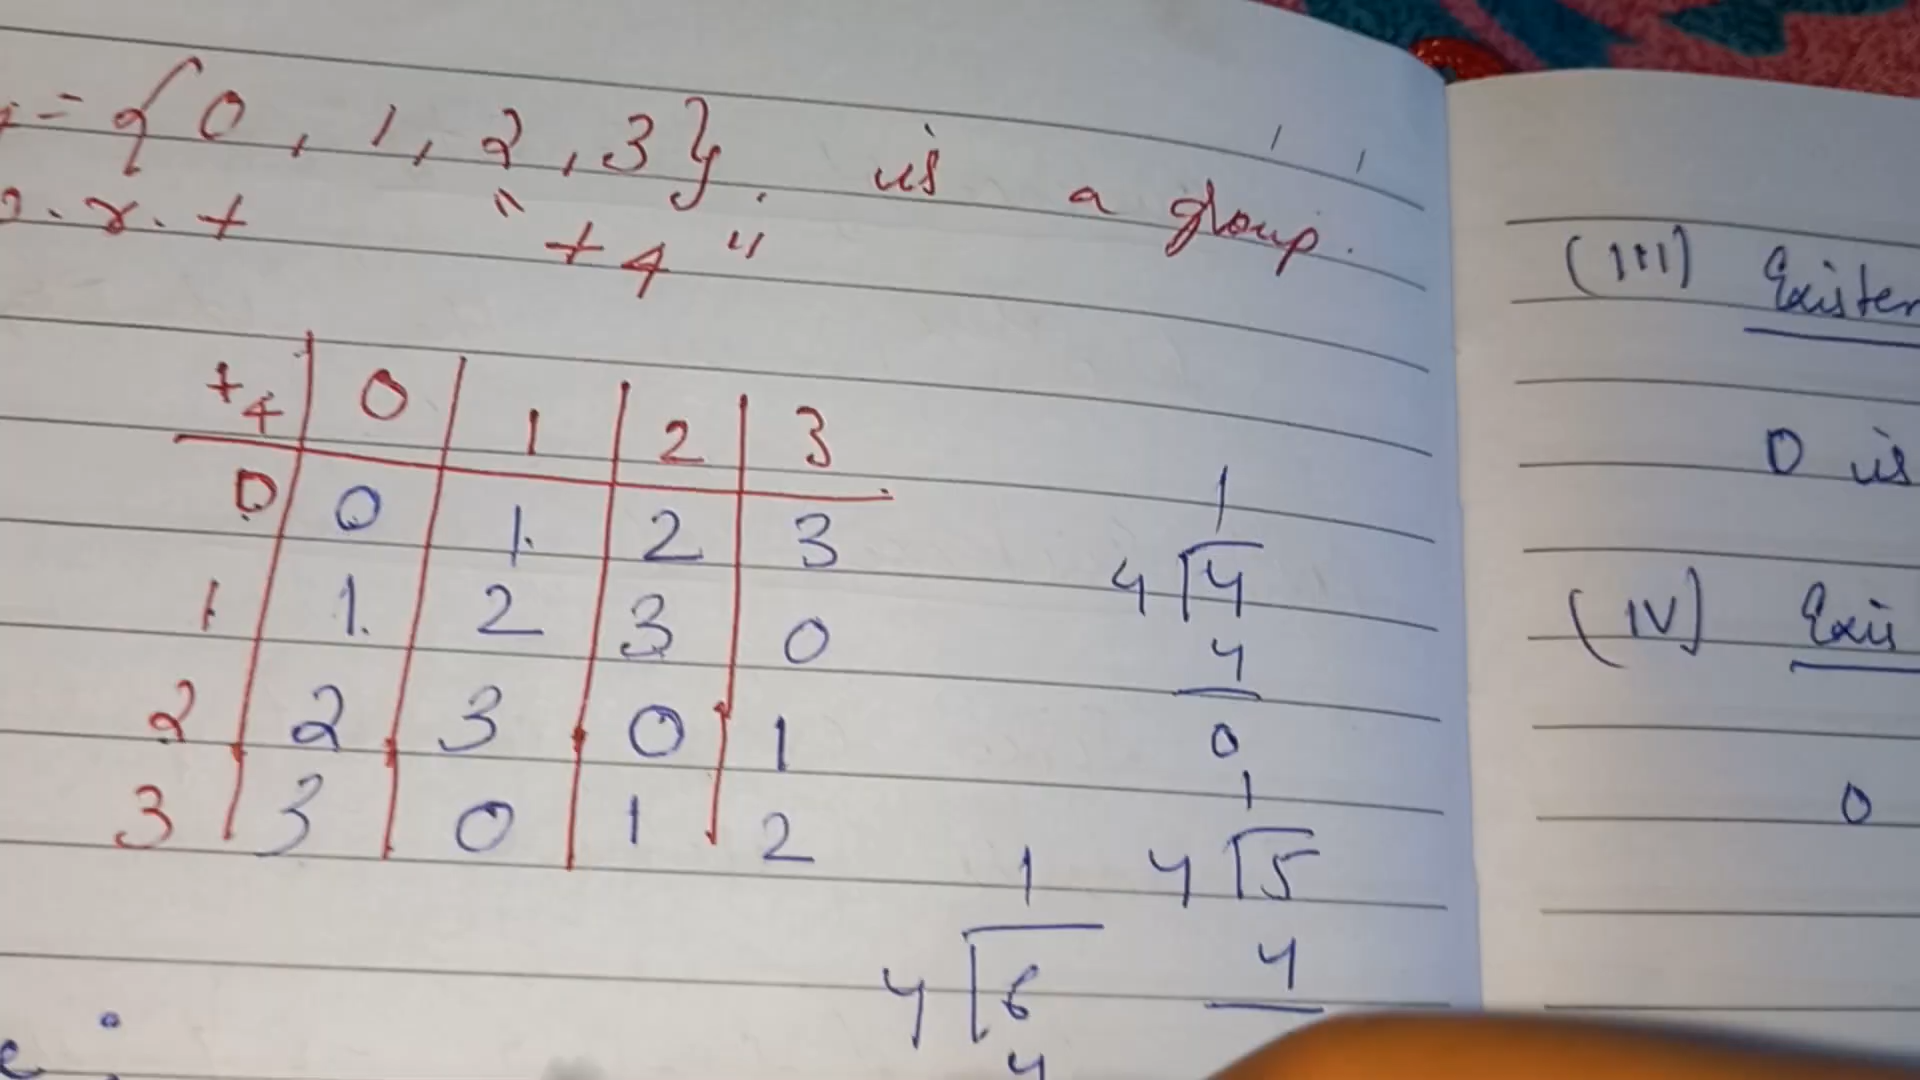 = {0, 1, 2, 3} is a group.
r. t "+4"
+4 0 1 2 3
0 0 1 2 3
1 1 2 3 0
2 2 3 0 1
3 3 0 1 2
1
4 4
4
0
1
4 5
4
1
4 6
4
(III)
0 is
(IV)
0